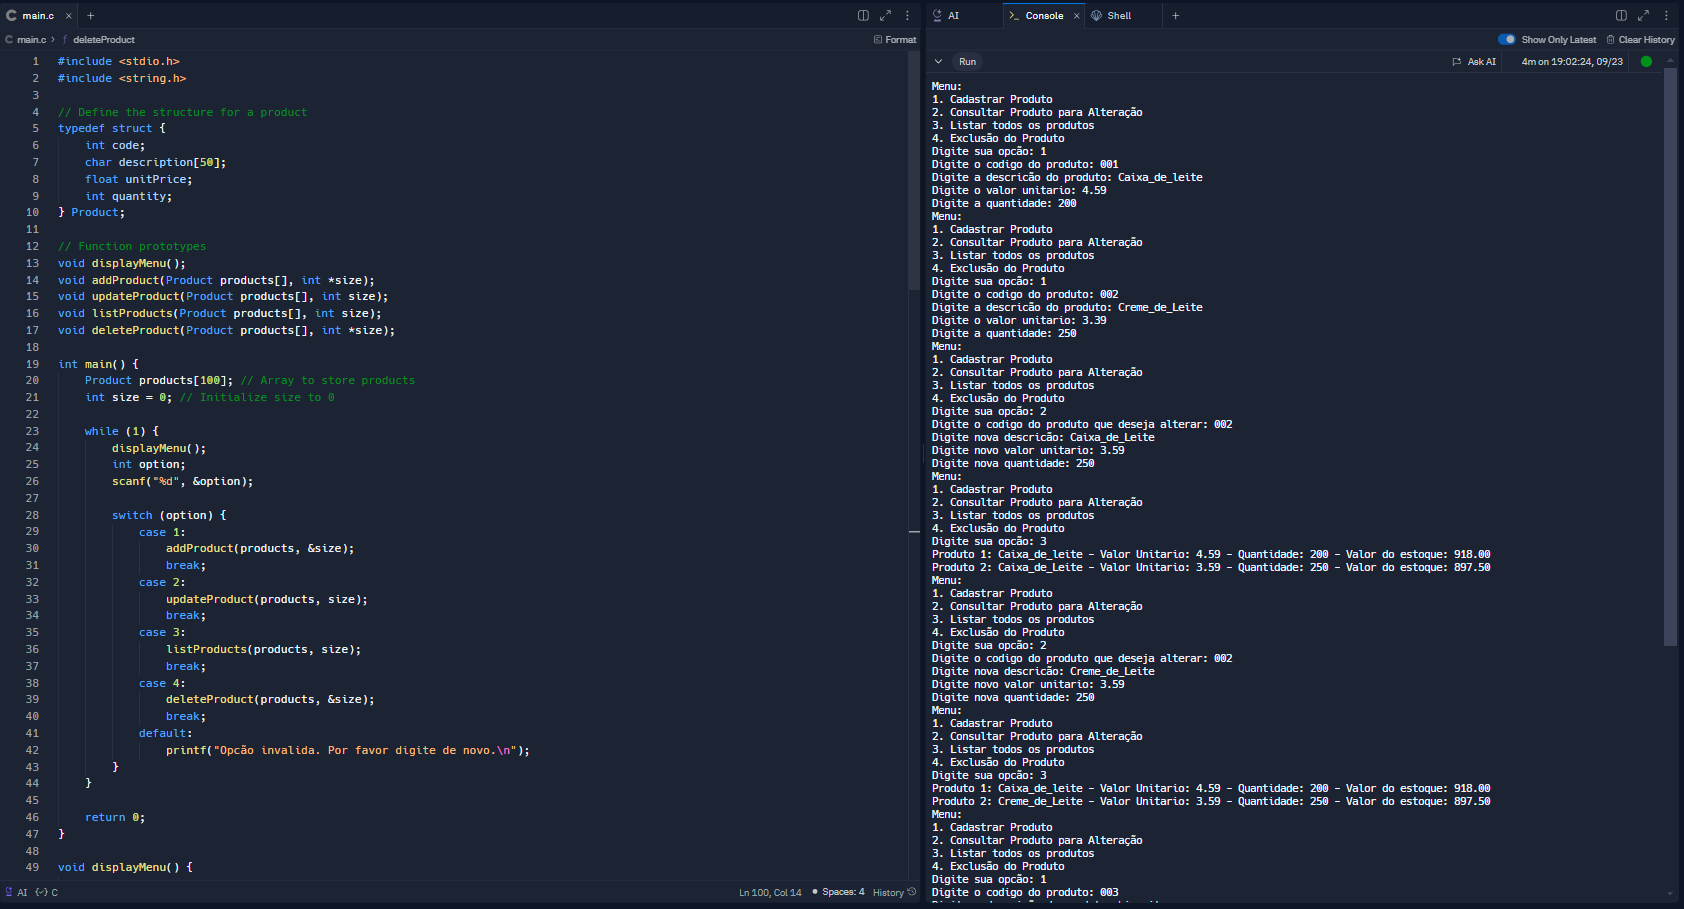 main.c
main.c > deleteProduct
Format
1 #include <stdio.h>
2 #include <string.h>
3
4 // Define the structure for a product
5 typedef struct {
6     int code;
7     char description[50];
8     float unitPrice;
9     int quantity;
10 } Product;
11
12 // Function prototypes
13 void displayMenu();
14 void addProduct(Product products[], int *size);
15 void updateProduct(Product products[], int size);
16 void listProducts(Product products[], int size);
17 void deleteProduct(Product products[], int *size);
18
19 int main() {
20     Product products[100]; // Array to store products
21     int size = 0; // Initialize size to 0
22
23     while (1) {
24         displayMenu();
25         int option;
26         scanf("%d", &option);
27
28         switch (option) {
29             case 1:
30                 addProduct(products, &size);
31                 break;
32             case 2:
33                 updateProduct(products, size);
34                 break;
35             case 3:
36                 listProducts(products, size);
37                 break;
38             case 4:
39                 deleteProduct(products, &size);
40                 break;
41             default:
42                 printf("Opcão invalida. Por favor digite de novo.\n");
43         }
44     }
45
46     return 0;
47 }
48
49 void displayMenu() {
AI C
Ln 100, Col 14 Spaces: 4 History
AI Console Shell
Show Only Latest Clear History
Run Ask AI 4m on 19:02:24, 09/23
Menu:
1. Cadastrar Produto
2. Consultar Produto para Alteração
3. Listar todos os produtos
4. Exclusão do Produto
Digite sua opcão: 1
Digite o codigo do produto: 001
Digite a descricão do produto: Caixa_de_leite
Digite o valor unitario: 4.59
Digite a quantidade: 200
Menu:
1. Cadastrar Produto
2. Consultar Produto para Alteração
3. Listar todos os produtos
4. Exclusão do Produto
Digite sua opcão: 1
Digite o codigo do produto: 002
Digite a descricão do produto: Creme_de_Leite
Digite o valor unitario: 3.39
Digite a quantidade: 250
Menu:
1. Cadastrar Produto
2. Consultar Produto para Alteração
3. Listar todos os produtos
4. Exclusão do Produto
Digite sua opcão: 2
Digite o codigo do produto que deseja alterar: 002
Digite nova descricão: Caixa_de_Leite
Digite novo valor unitario: 3.59
Digite nova quantidade: 250
Menu:
1. Cadastrar Produto
2. Consultar Produto para Alteração
3. Listar todos os produtos
4. Exclusão do Produto
Digite sua opcão: 3
Produto 1: Caixa_de_leite - Valor Unitario: 4.59 - Quantidade: 200 - Valor do estoque: 918.00
Produto 2: Caixa_de_Leite - Valor Unitario: 3.59 - Quantidade: 250 - Valor do estoque: 897.50
Menu:
1. Cadastrar Produto
2. Consultar Produto para Alteração
3. Listar todos os produtos
4. Exclusão do Produto
Digite sua opcão: 2
Digite o codigo do produto que deseja alterar: 002
Digite nova descricão: Creme_de_Leite
Digite novo valor unitario: 3.59
Digite nova quantidade: 250
Menu:
1. Cadastrar Produto
2. Consultar Produto para Alteração
3. Listar todos os produtos
4. Exclusão do Produto
Digite sua opcão: 3
Produto 1: Caixa_de_leite - Valor Unitario: 4.59 - Quantidade: 200 - Valor do estoque: 918.00
Produto 2: Creme_de_Leite - Valor Unitario: 3.59 - Quantidade: 250 - Valor do estoque: 897.50
Menu:
1. Cadastrar Produto
2. Consultar Produto para Alteração
3. Listar todos os produtos
4. Exclusão do Produto
Digite sua opcão: 1
Digite o codigo do produto: 003